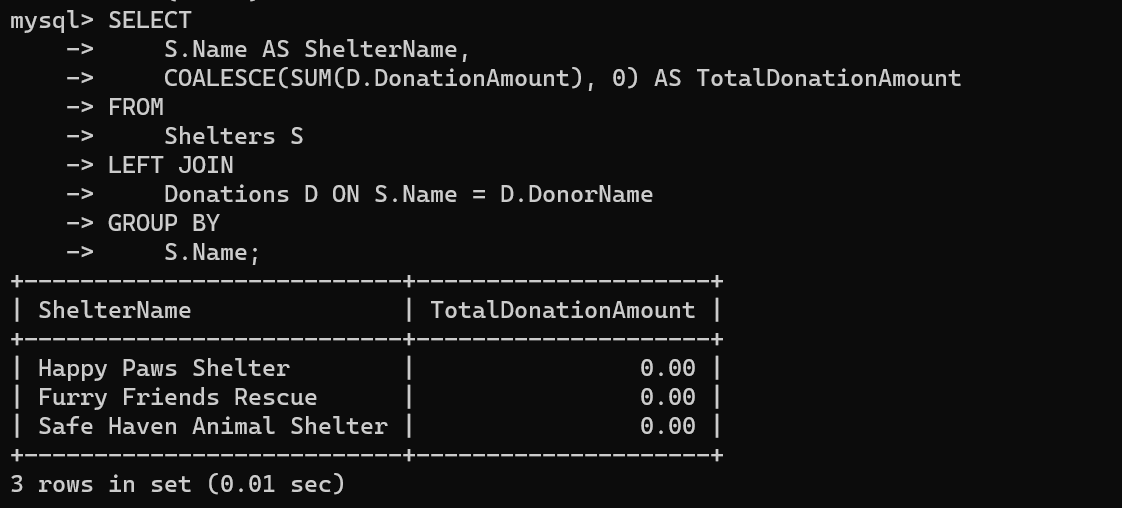 mysql> SELECT
    ->     S.Name AS ShelterName,
    ->     COALESCE(SUM(D.DonationAmount), 0) AS TotalDonationAmount
    -> FROM
    ->     Shelters S
    -> LEFT JOIN
    ->     Donations D ON S.Name = D.DonorName
    -> GROUP BY
    ->     S.Name;
+---------------------------+---------------------+
| ShelterName               | TotalDonationAmount |
+---------------------------+---------------------+
| Happy Paws Shelter        |                0.00 |
| Furry Friends Rescue      |                0.00 |
| Safe Haven Animal Shelter |                0.00 |
+---------------------------+---------------------+
3 rows in set (0.01 sec)